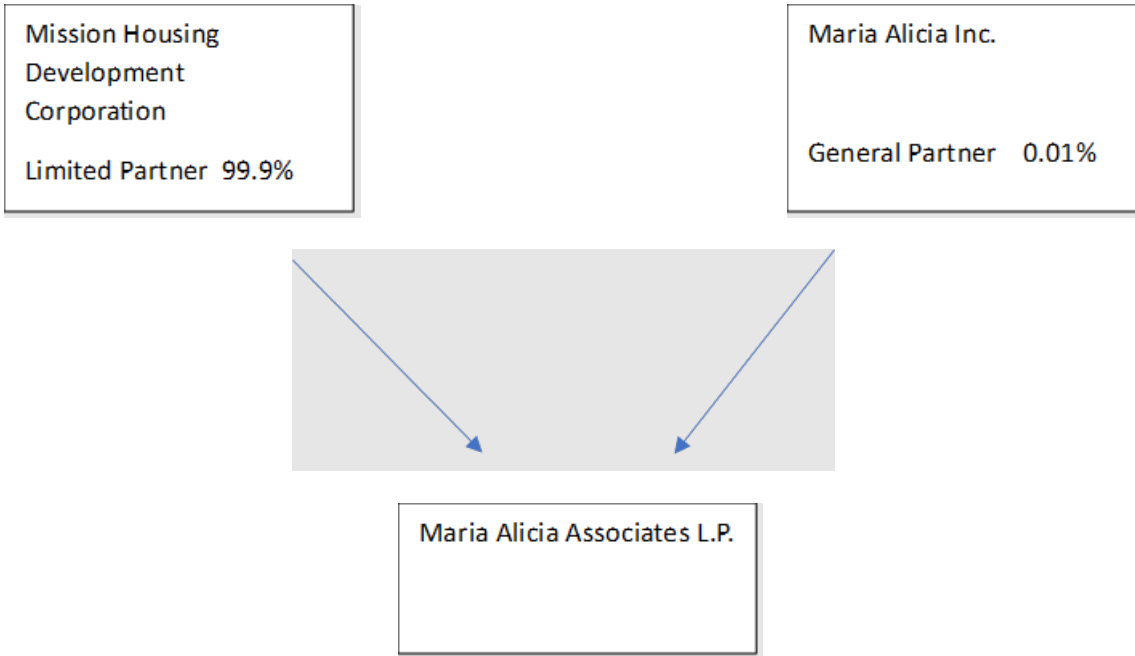 Mission Housing
Development
Corporation
Limited Partner 99.9%
Maria Alicia Inc.
General Partner 0.01%
Maria Alicia Associates L.P.